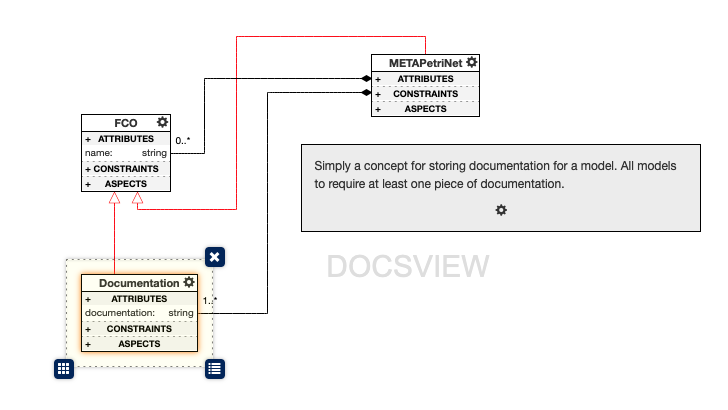 METAPetriNet
+ ATTRIBUTES
+ CONSTRAINTS
+ ASPECTS
FCO
+ ATTRIBUTES
name: string
+ CONSTRAINTS
+ ASPECTS
0..*
Simply a concept for storing documentation for a model. All models
to require at least one piece of documentation.
DOCSVIEW
Documentation
+ ATTRIBUTES
documentation: string
+ CONSTRAINTS
+ ASPECTS
1..*